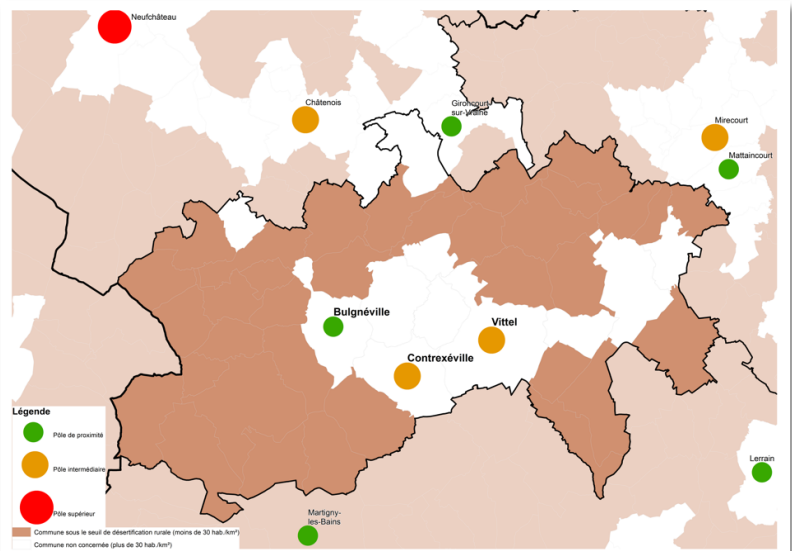 Neufchâteau
Châtenois
Gironcourt-
sur-Vraine
Mirecourt
Mattaincourt
Bulgnéville
Vittel
Contrexéville
Lerrain
Martigny-
les-Bains
Légende
Pôle de proximité
Pôle intermédiaire
Pôle supérieur
Commune sous le seuil de désertification rurale (moins de 30 hab./km²)
Commune non concernée (plus de 30 hab./km²)